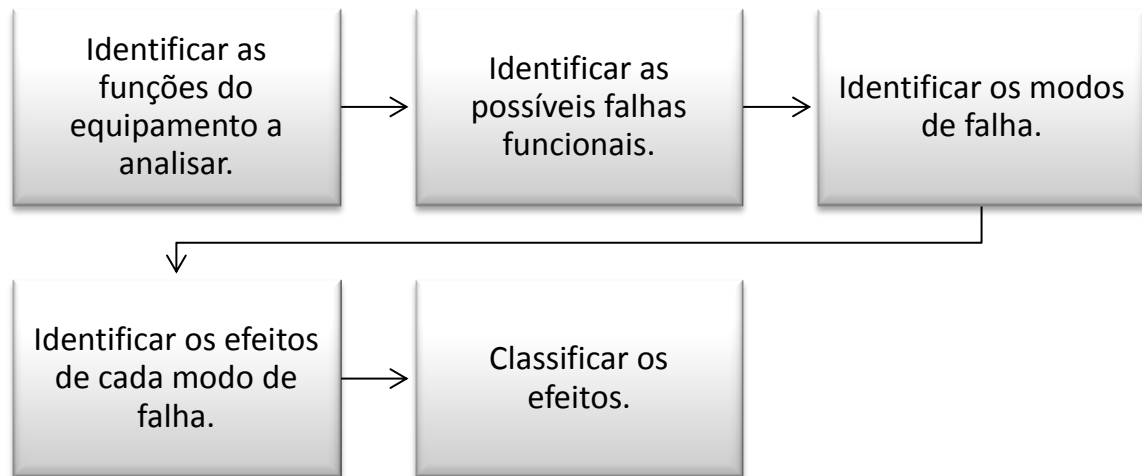 Identificar as
funções do
equipamento a
analisar.
Identificar as
possíveis falhas
funcionais.
Identificar os modos
de falha.
Identificar os efeitos
de cada modo de
falha.
Classificar os
efeitos.